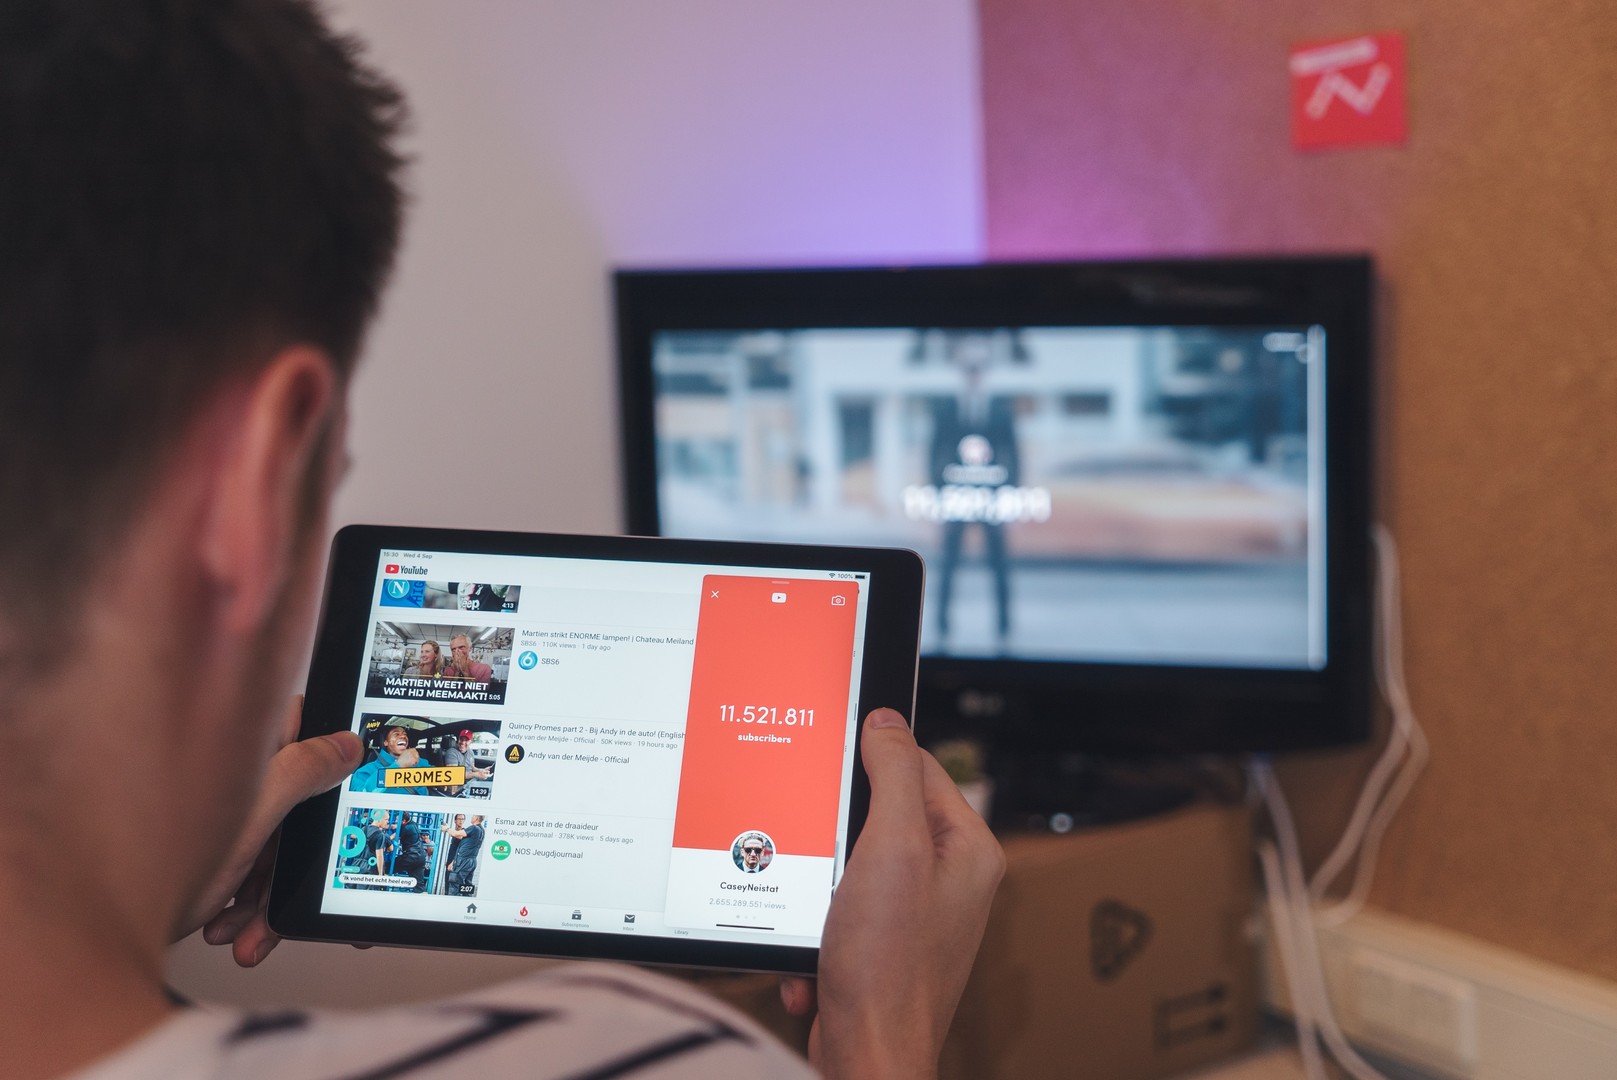 15:30 Wed 4 Sep
100%
YouTube
N
eep
4:13
Martien strikt ENORME lampen! | Chateau Meiland
SBS6 · 110K views · 1 day ago
6 SBS6
MARTIEN WEET NIET
WAT HIJ MEEMAAKT!
5:05
Quincy Promes part 2 - Bij Andy in de auto! (English
Andy van der Meijde - Official · 50K views · 19 hours ago
Andy van der Meijde - Official
ANDY
PROMES
14:39
Esma zat vast in de draaideur
NOS Jeugdjournaal · 378K views · 5 days ago
NOS Jeugdjournaal
'Ik vond het echt heel eng'
2:07
Home
Trending
Subscriptions
Inbox
Library
11.521.811
subscribers
CaseyNeistat
2.655.289.551 views
11,521,811